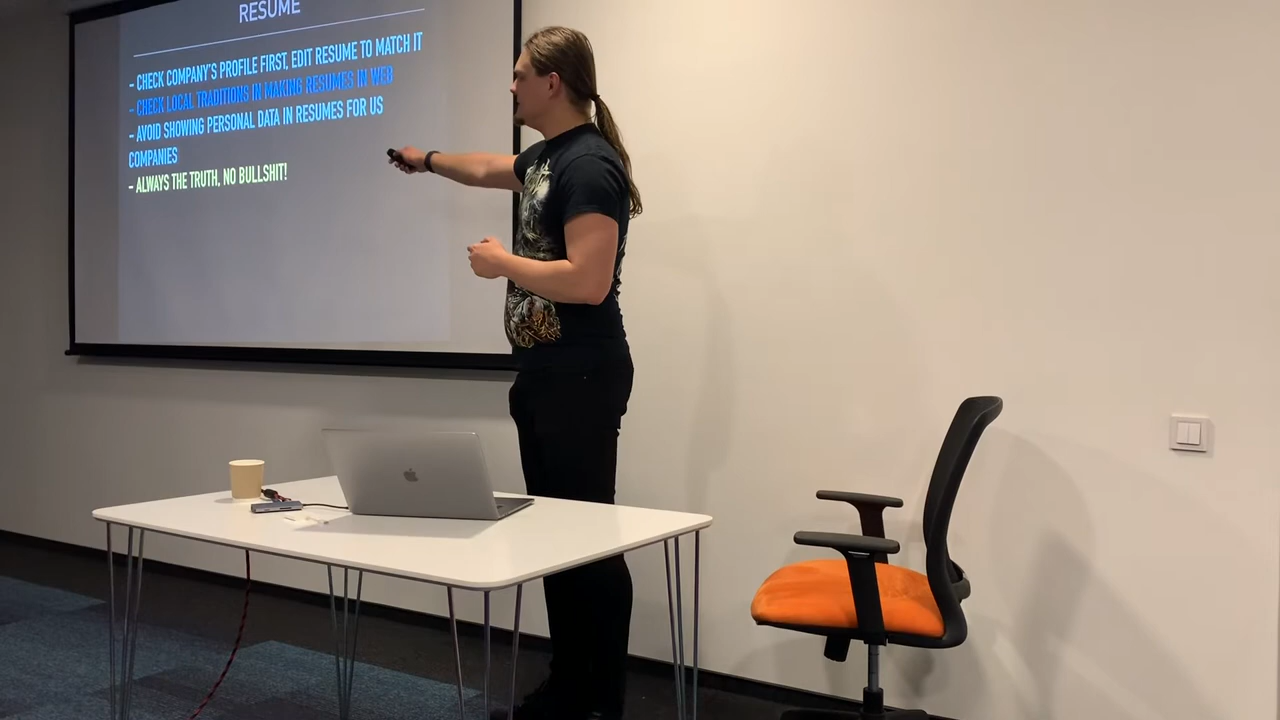 RESUME
- CHECK COMPANY'S PROFILE FIRST, EDIT RESUME TO MATCH IT
- CHECK LOCAL TRADITIONS IN MAKING RESUMES IN WEB
- AVOID SHOWING PERSONAL DATA IN RESUMES FOR US
COMPANIES
- ALWAYS THE TRUTH, NO BULLSHIT!